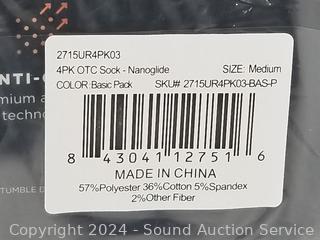 2715UR4PK03
4PK OTC Sock - Nanoglide SIZE: Medium
COLOR: Basic Pack SKU# 2715UR4PK03-BAS-P
8 43041 12751 6
MADE IN CHINA
57%Polyester 36%Cotton 5%Spandex
2%Other Fiber
TUMBLE D
Copyright 2024 - Sound Auction Service